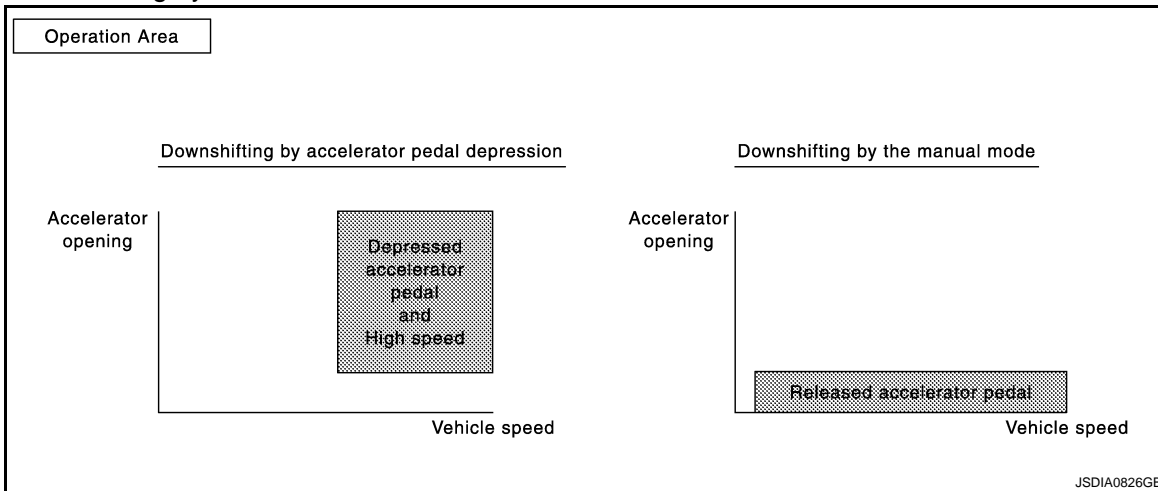 Operation Area
Downshifting by accelerator pedal depression
Accelerator
opening
Depressed
accelerator
pedal
and
High speed
Vehicle speed
Downshifting by the manual mode
Accelerator
opening
Released accelerator pedal
Vehicle speed
JSDIA0826GB